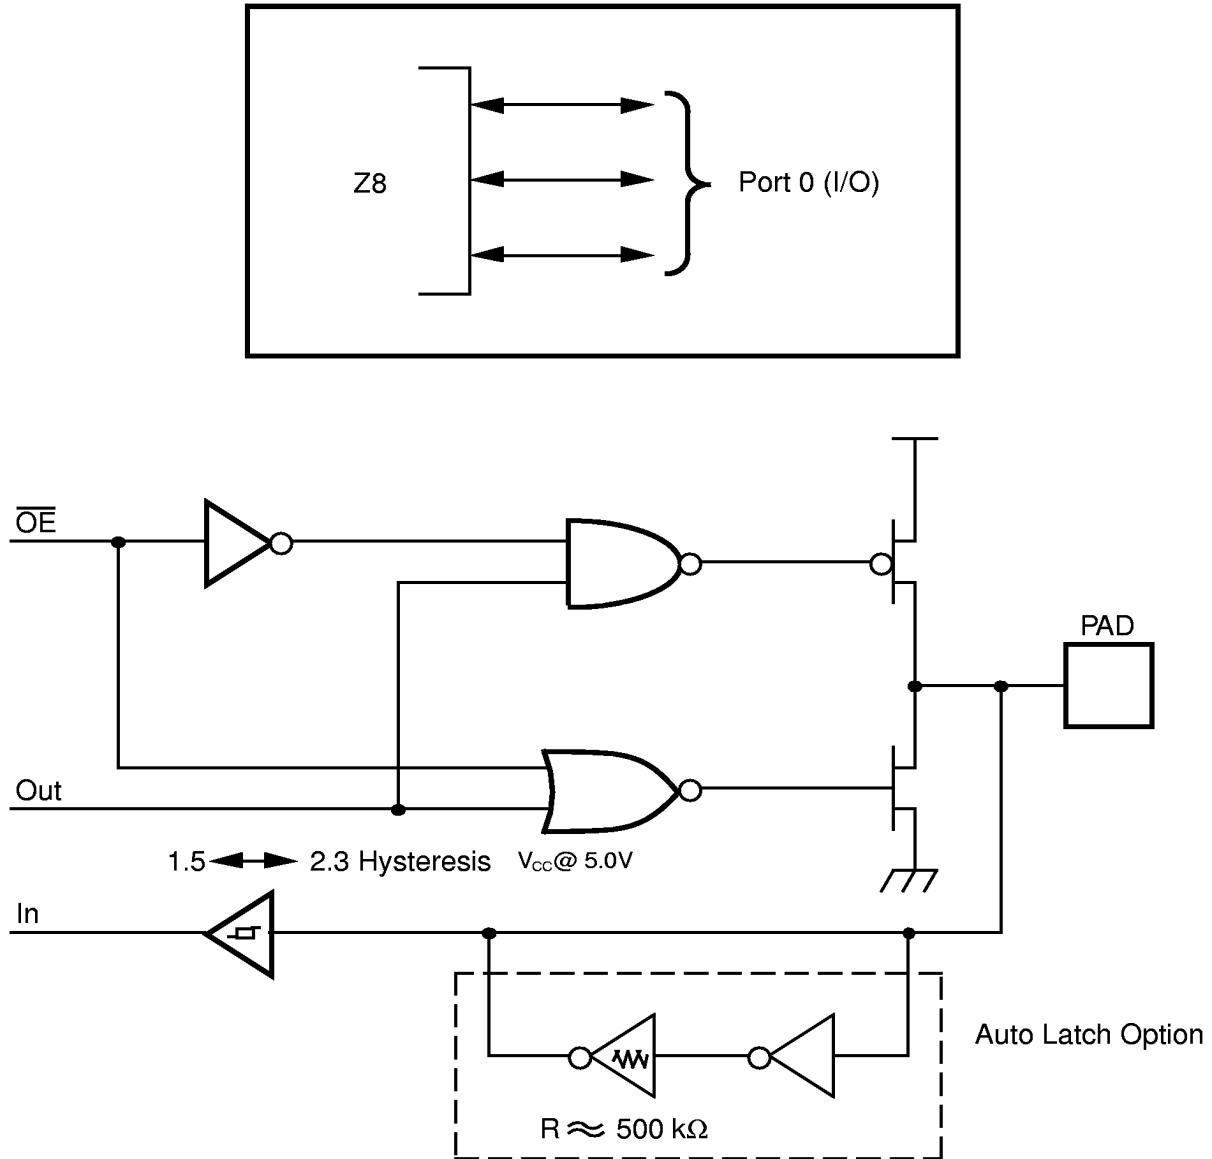 Z8
Port 0 (I/O)
O̅E̅
PAD
Out
1.5 2.3 Hysteresis VCC@ 5.0V
In
Auto Latch Option
R ≈ 500 kΩ